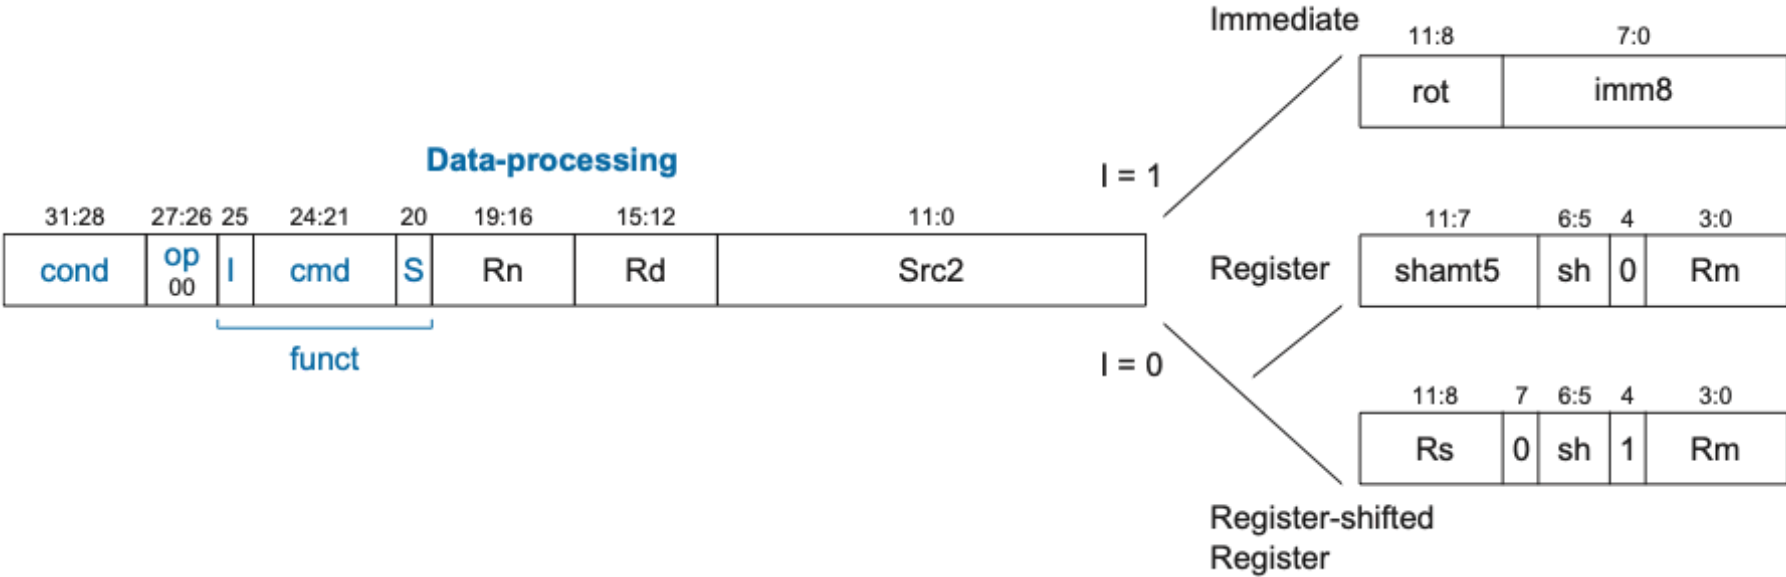 Immediate
11:8 7:0
rot imm8
Data-processing
I = 1
31:28 27:26 25 24:21 20 19:16 15:12 11:0
cond op 00 I cmd S Rn Rd Src2
funct
I = 0
11:7 6:5 4 3:0
Register shamt5 sh 0 Rm
11:8 7 6:5 4 3:0
Rs 0 sh 1 Rm
Register-shifted
Register